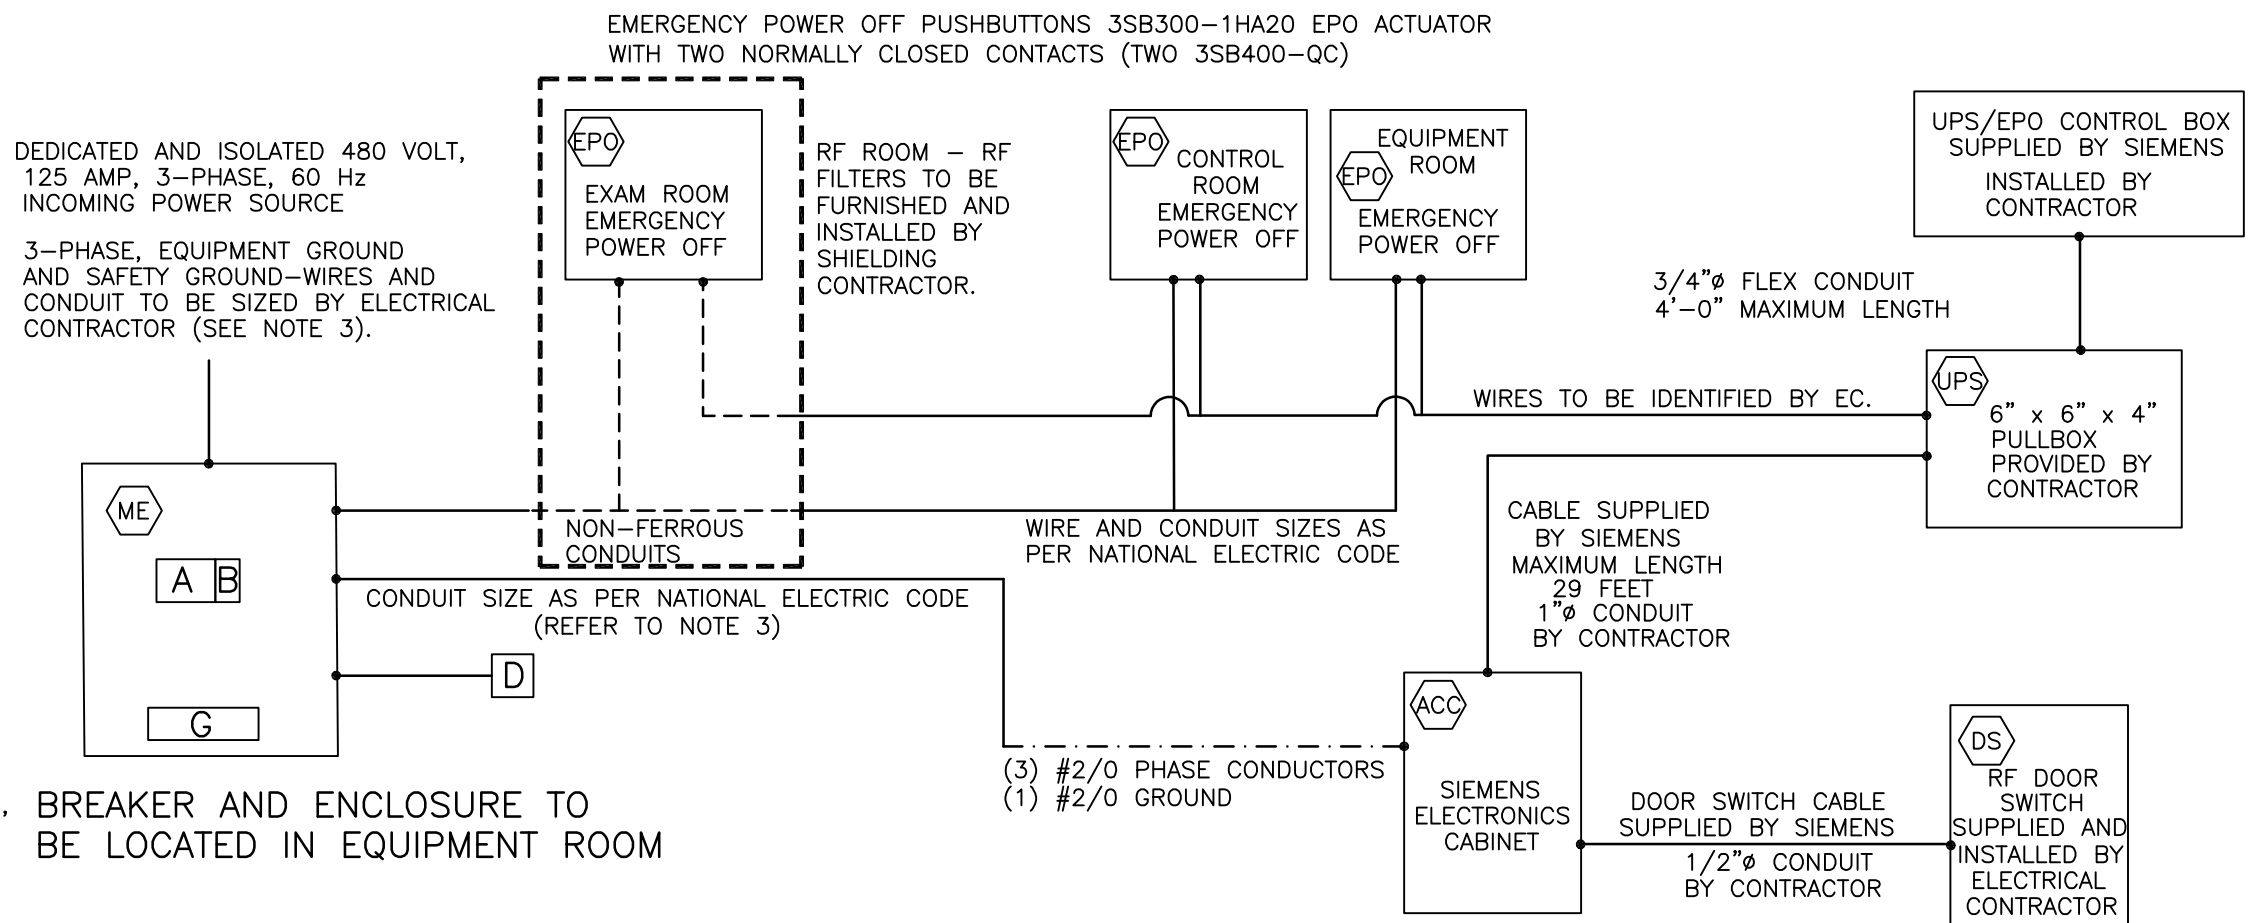 EMERGENCY POWER OFF PUSHBUTTONS 3SB300-1HA20 EPO ACTUATOR
WITH TWO NORMALLY CLOSED CONTACTS (TWO 3SB400-QC)
DEDICATED AND ISOLATED 480 VOLT,
125 AMP, 3-PHASE, 60 Hz
INCOMING POWER SOURCE
3-PHASE, EQUIPMENT GROUND
AND SAFETY GROUND-WIRES AND
CONDUIT TO BE SIZED BY ELECTRICAL
CONTRACTOR (SEE NOTE 3).
EPO
EXAM ROOM
EMERGENCY
POWER OFF
RF ROOM - RF
FILTERS TO BE
FURNISHED AND
INSTALLED BY
SHIELDING
CONTRACTOR.
EPO
CONTROL
ROOM
EMERGENCY
POWER OFF
EQUIPMENT
ROOM
EPO
EMERGENCY
POWER OFF
UPS/EPO CONTROL BOX
SUPPLIED BY SIEMENS
INSTALLED BY
CONTRACTOR
3/4"ø FLEX CONDUIT
4'-0" MAXIMUM LENGTH
WIRES TO BE IDENTIFIED BY EC.
UPS
6" x 6" x 4"
PULLBOX
PROVIDED BY
CONTRACTOR
ME
A B
D
G
NON-FERROUS
CONDUITS
WIRE AND CONDUIT SIZES AS
PER NATIONAL ELECTRIC CODE
CONDUIT SIZE AS PER NATIONAL ELECTRIC CODE
(REFER TO NOTE 3)
CABLE SUPPLIED
BY SIEMENS
MAXIMUM LENGTH
29 FEET
1"ø CONDUIT
BY CONTRACTOR
(3) #2/0 PHASE CONDUCTORS
(1) #2/0 GROUND
ACC
SIEMENS
ELECTRONICS
CABINET
DOOR SWITCH CABLE
SUPPLIED BY SIEMENS
1/2"ø CONDUIT
BY CONTRACTOR
DS
RF DOOR
SWITCH
SUPPLIED AND
INSTALLED BY
ELECTRICAL
CONTRACTOR
, BREAKER AND ENCLOSURE TO
BE LOCATED IN EQUIPMENT ROOM